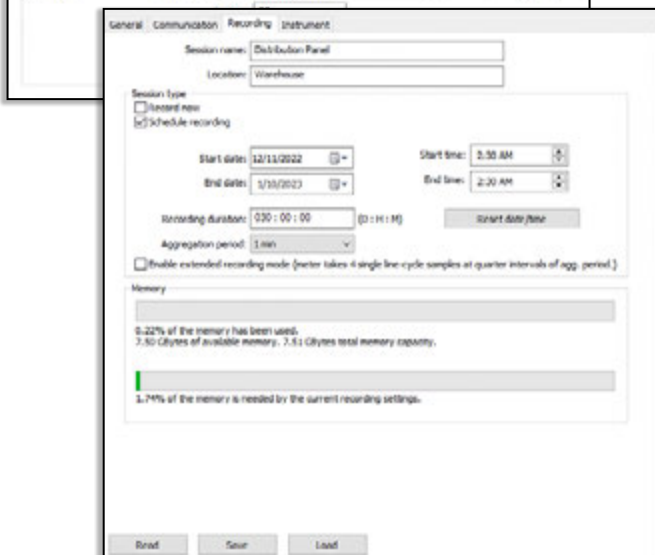 General Communication Recording Instrument
Session name: Distribution Panel
Location: Warehouse
Session type
Record now
Schedule recording
Start date: 12/11/2022 Start time: 2:30 AM
End date: 1/10/2023 End time: 2:30 AM
Recording duration: 030 : 00 : 00 (D : H : M) Reset date/time
Aggregation period: 1 min
Enable extended recording mode (meter takes 4 single line-cycle samples at quarter intervals of agg. period.)
Memory
0.22% of the memory has been used.
7.50 GBytes of available memory. 7.51 GBytes total memory capacity.
1.74% of the memory is needed by the current recording settings.
Read Save Load